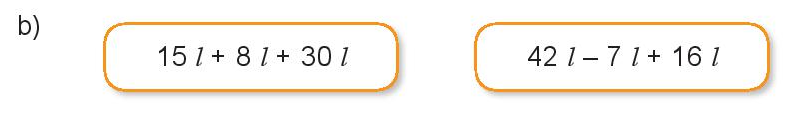 b)
15 l + 8 l + 30 l
42 l – 7 l + 16 l